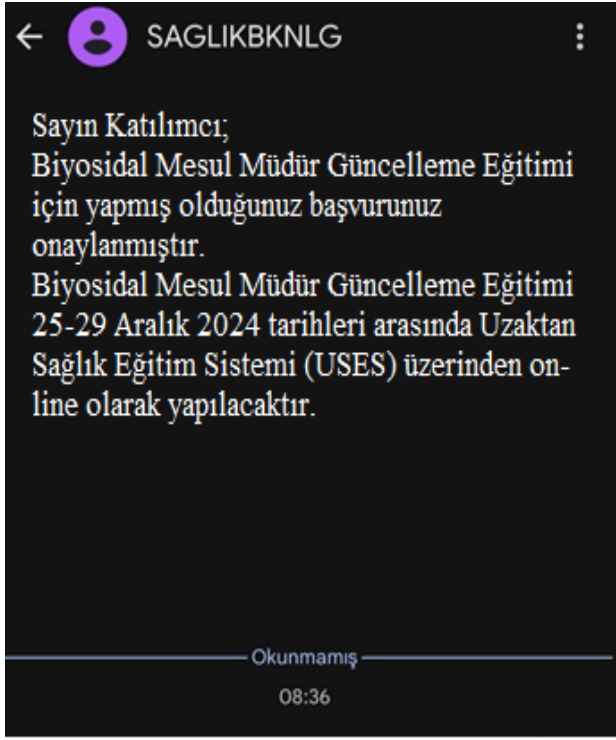 SAGLIKBKNLG
Sayın Katılımcı;
Biyosidal Mesul Müdür Güncelleme Eğitimi
için yapmış olduğunuz başvurunuz
onaylanmıştır.
Biyosidal Mesul Müdür Güncelleme Eğitimi
25-29 Aralık 2024 tarihleri arasında Uzaktan
Sağlık Eğitim Sistemi (USES) üzerinden on-
line olarak yapılacaktır.
Okunmamış
08:36